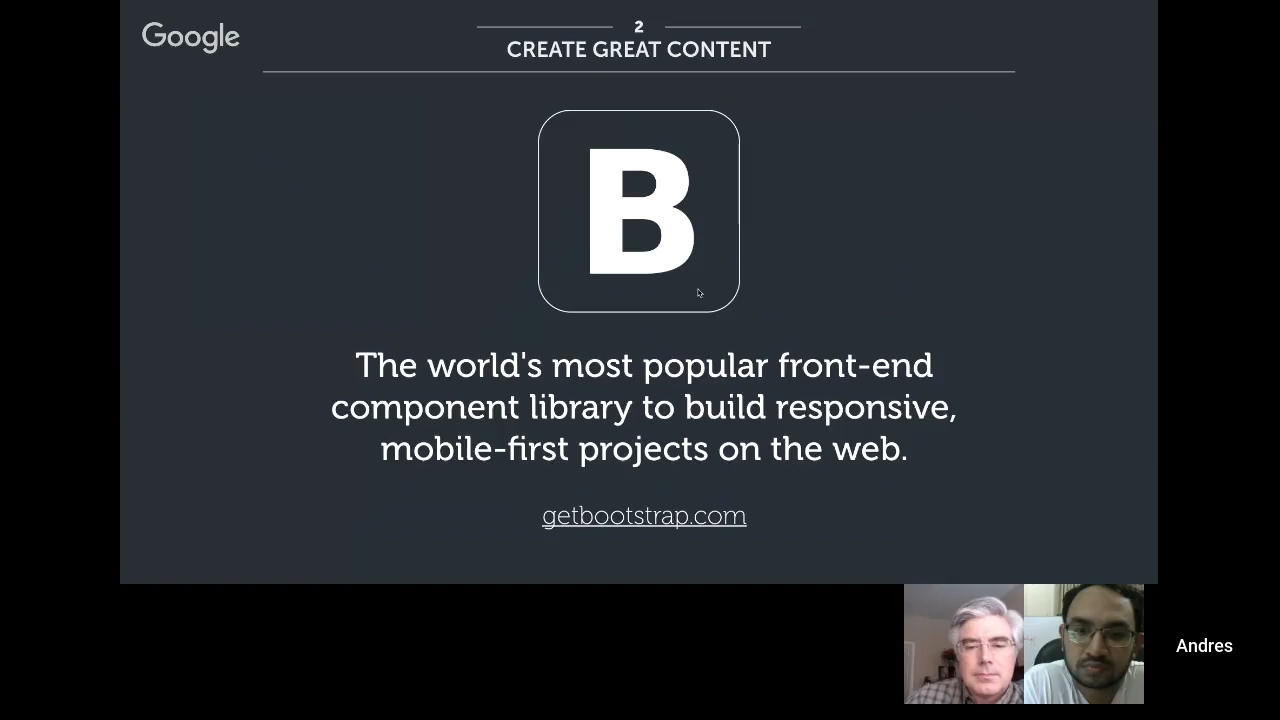 Google
2
CREATE GREAT CONTENT
B
The world's most popular front-end
component library to build responsive,
mobile-first projects on the web.
getbootstrap.com
Andres